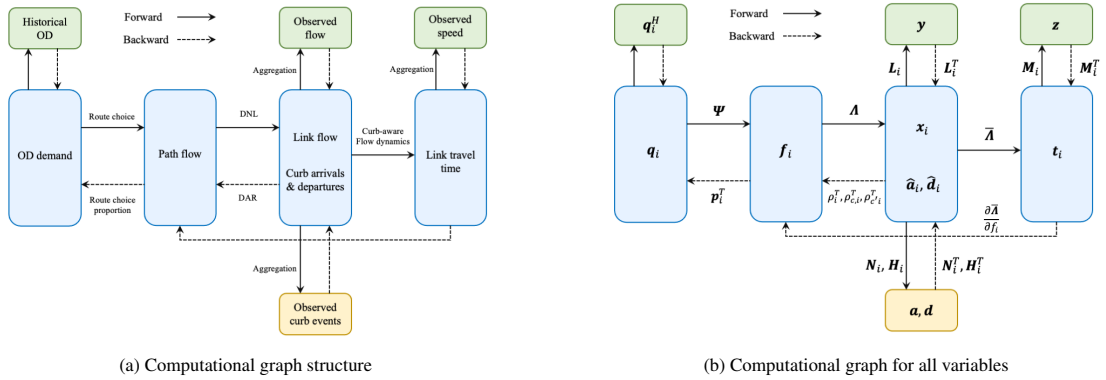 Historical
OD
Forward
Backward
Observed
flow
Observed
speed
Aggregation
Aggregation
OD demand
Route choice
Path flow
DNL
Link flow
Curb arrivals
& departures
Curb-aware
Flow dynamics
Link travel
time
Route choice
proportion
DAR
Aggregation
Observed
curb events
(a) Computational graph structure
q_i^H
Forward
Backward
y
z
L_i
L_i^T
M_i
M_i^T
q_i
Ψ
f_i
Λ
x_i
â_i, d̂_i
Λ̅
t_i
p_i^T
ρ_i^T, ρ_{c,i}^T, ρ_{c',i}^T
∂Λ̅
∂f_i
N_i, H_i
N_i^T, H_i^T
a, d
(b) Computational graph for all variables